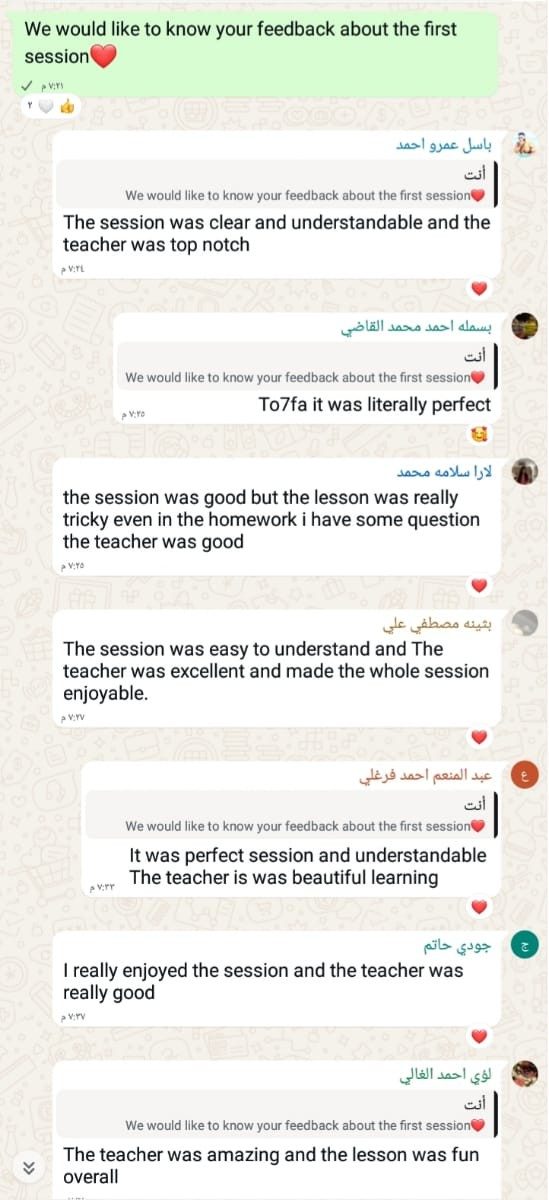 We would like to know your feedback about the first
session❤️
٧:٢١ م
٢ 🤍 👍
باسل عمرو احمد
أنت
We would like to know your feedback about the first session❤️
The session was clear and understandable and the
teacher was top notch
٧:٢٤ م
❤️
بسمله احمد محمد القاضي
أنت
We would like to know your feedback about the first session❤️
To7fa it was literally perfect
٧:٢٥ م
🥰
لارا سلامه محمد
the session was good but the lesson was really
tricky even in the homework i have some question
the teacher was good
٧:٢٥ م
❤️
بثينه مصطفي علي
The session was easy to understand and The
teacher was excellent and made the whole session
enjoyable.
٧:٢٧ م
❤️
ع
عبد المنعم احمد فرغلي
أنت
We would like to know your feedback about the first session❤️
It was perfect session and understandable
The teacher is was beautiful learning
٧:٣٣ م
❤️
ج
جودي حاتم
I really enjoyed the session and the teacher was
really good
٧:٣٧ م
❤️
لؤي احمد الغالي
أنت
We would like to know your feedback about the first session❤️
The teacher was amazing and the lesson was fun
overall